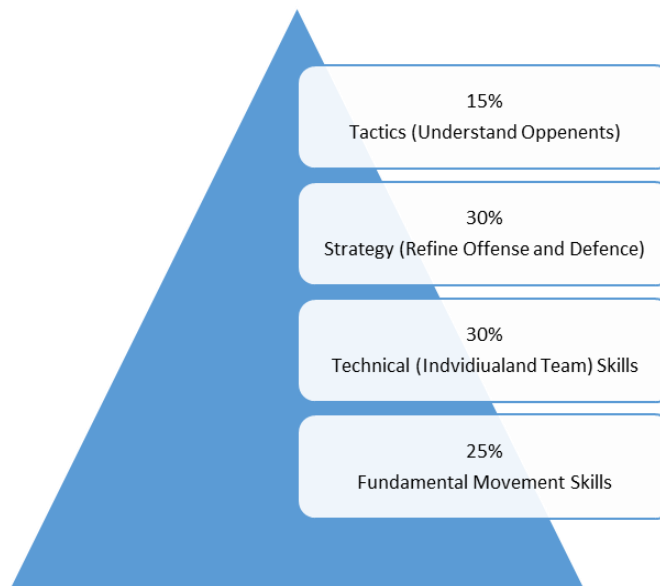 15%
Tactics (Understand Oppenents)
30%
Strategy (Refine Offense and Defence)
30%
Technical (Indvidiualand Team) Skills
25%
Fundamental Movement Skills